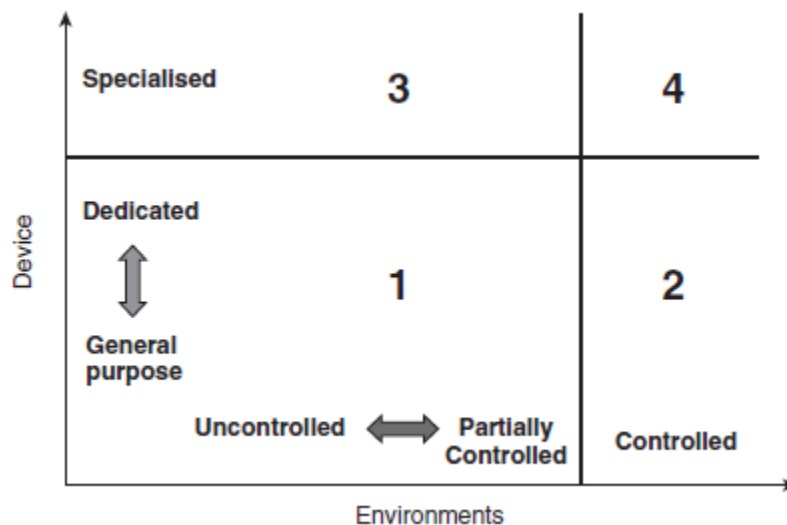 Specialised
3
4
Dedicated
Device
1
2
General
purpose
Uncontrolled
Partially
Controlled
Controlled
Environments